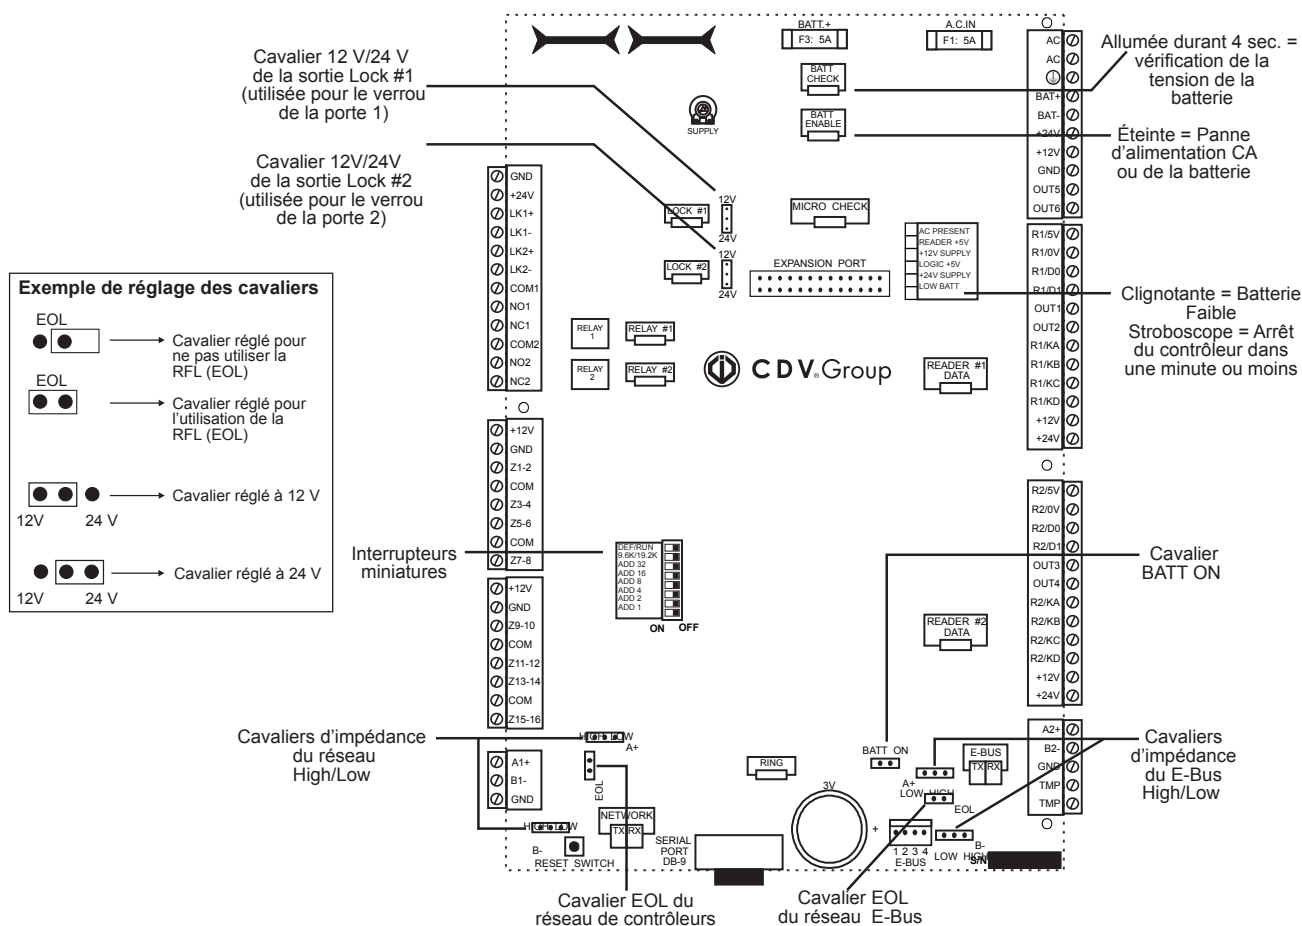 BATT.+
F3: 5A
A.C.IN
F1: 5A
BATT
CHECK
BATT
ENABLE
SUPPLY
Cavalier 12 V/24 V
de la sortie Lock #1
(utilisée pour le verrou
de la porte 1)
Cavalier 12V/24V
de la sortie Lock #2
(utilisée pour le verrou
de la porte 2)
AC
AC
BAT+
BAT-
+24V
+12V
GND
OUT5
OUT6
Allumée durant 4 sec. =
vérification de la
tension de la
batterie
Éteinte = Panne
d'alimentation CA
ou de la batterie
GND
+24V
LK1+
LK1-
LK2+
LK2-
COM1
NO1
NC1
COM2
NO2
NC2
12V
LOCK #1
24V
12V
LOCK #2
24V
MICRO CHECK
EXPANSION PORT
AC PRESENT
READER +5V
+12V SUPPLY
LOGIC +5V
+24V SUPPLY
LOW BATT
R1/5V
R1/0V
R1/D0
R1/D1
OUT1
OUT2
R1/KA
R1/KB
R1/KC
R1/KD
+12V
+24V
Clignotante = Batterie
Faible
Stroboscope = Arrêt
du contrôleur dans
une minute ou moins
RELAY
1
RELAY #1
RELAY
2
RELAY #2
CDV® Group
READER #1
DATA
Exemple de réglage des cavaliers
EOL
Cavalier réglé pour
ne pas utiliser la
RFL (EOL)
EOL
Cavalier réglé pour
l'utilisation de la
RFL (EOL)
Cavalier réglé à 12 V
12V 24 V
Cavalier réglé à 24 V
12V 24 V
+12V
GND
Z1-2
COM
Z3-4
Z5-6
COM
Z7-8
Interrupteurs
miniatures
DEF/RUN
9.6K/19.2K
ADD 32
ADD 16
ADD 8
ADD 4
ADD 2
ADD 1
ON OFF
R2/5V
R2/0V
R2/D0
R2/D1
OUT3
OUT4
R2/KA
R2/KB
R2/KC
R2/KD
+12V
+24V
Cavalier
BATT ON
READER #2
DATA
+12V
GND
Z9-10
COM
Z11-12
Z13-14
COM
Z15-16
Cavaliers d'impédance
du réseau
High/Low
HIGH LOW
A+
A1+
B1-
GND
EOL
HIGH LOW
B-
RESET SWITCH
NETWORK
TX RX
SERIAL
PORT
DB-9
RING
3V
+
BATT ON
A+
LOW HIGH
EOL
E-BUS
TX RX
1 2 3 4
E-BUS
B-
LOW HIGH
S/N
A2+
B2-
GND
TMP
TMP
Cavaliers
d'impédance
du E-Bus
High/Low
Cavalier EOL du
réseau de contrôleurs
Cavalier EOL
du réseau E-Bus